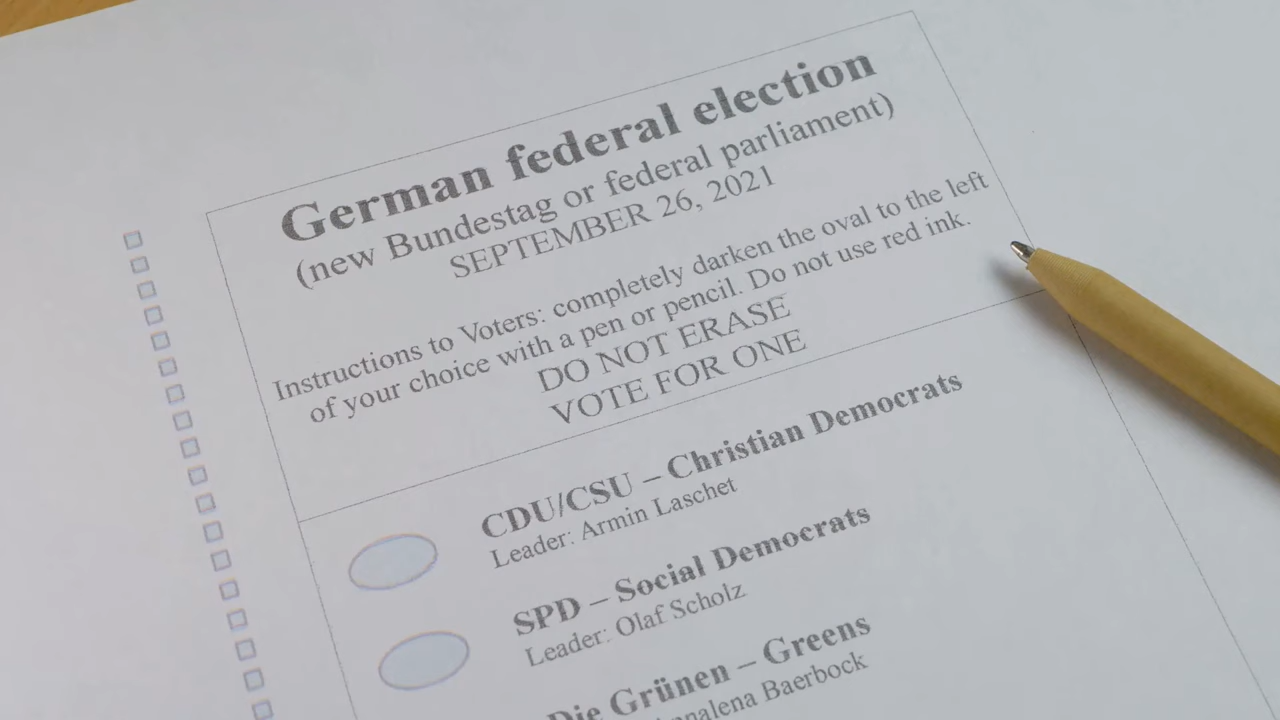 German federal election
(new Bundestag or federal parliament)
SEPTEMBER 26, 2021
Instructions to Voters: completely darken the oval to the left
of your choice with a pen or pencil. Do not use red ink.
DO NOT ERASE
VOTE FOR ONE
CDU/CSU – Christian Democrats
Leader: Armin Laschet
SPD – Social Democrats
Leader: Olaf Scholz
Die Grünen – Greens
Baerbock